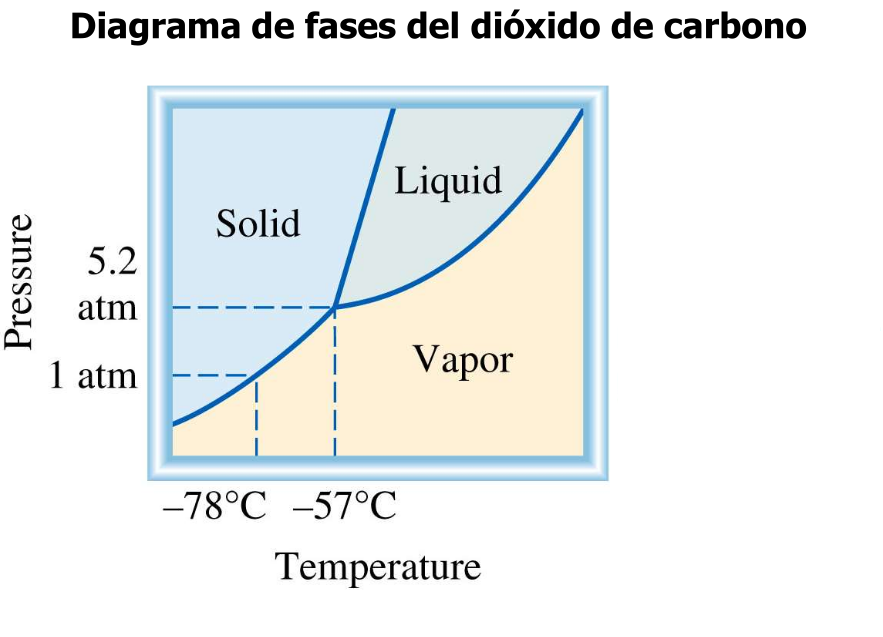 Diagrama de fases del dióxido de carbono
Pressure
5.2
atm
1 atm
Solid
Liquid
Vapor
–78°C –57°C
Temperature